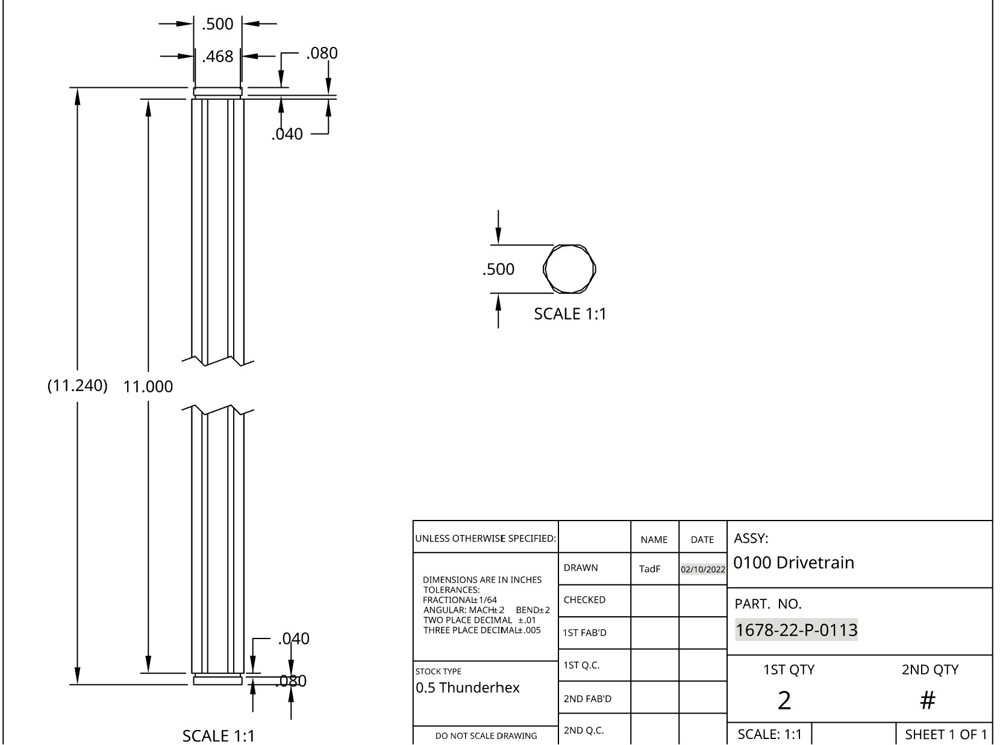 .500
.468
.080
.040
.500
SCALE 1:1
(11.240)
11.000
.040
.080
SCALE 1:1
UNLESS OTHERWISE SPECIFIED:
DIMENSIONS ARE IN INCHES
TOLERANCES:
FRACTIONAL±1/64
ANGULAR: MACH±2 BEND±2
TWO PLACE DECIMAL ±.01
THREE PLACE DECIMAL±.005
STOCK TYPE
0.5 Thunderhex
DO NOT SCALE DRAWING
NAME DATE
DRAWN TadF 02/10/2022
CHECKED
1ST FAB'D
1ST Q.C.
2ND FAB'D
2ND Q.C.
ASSY:
0100 Drivetrain
PART. NO.
1678-22-P-0113
1ST QTY 2ND QTY
2 #
SCALE: 1:1 SHEET 1 OF 1